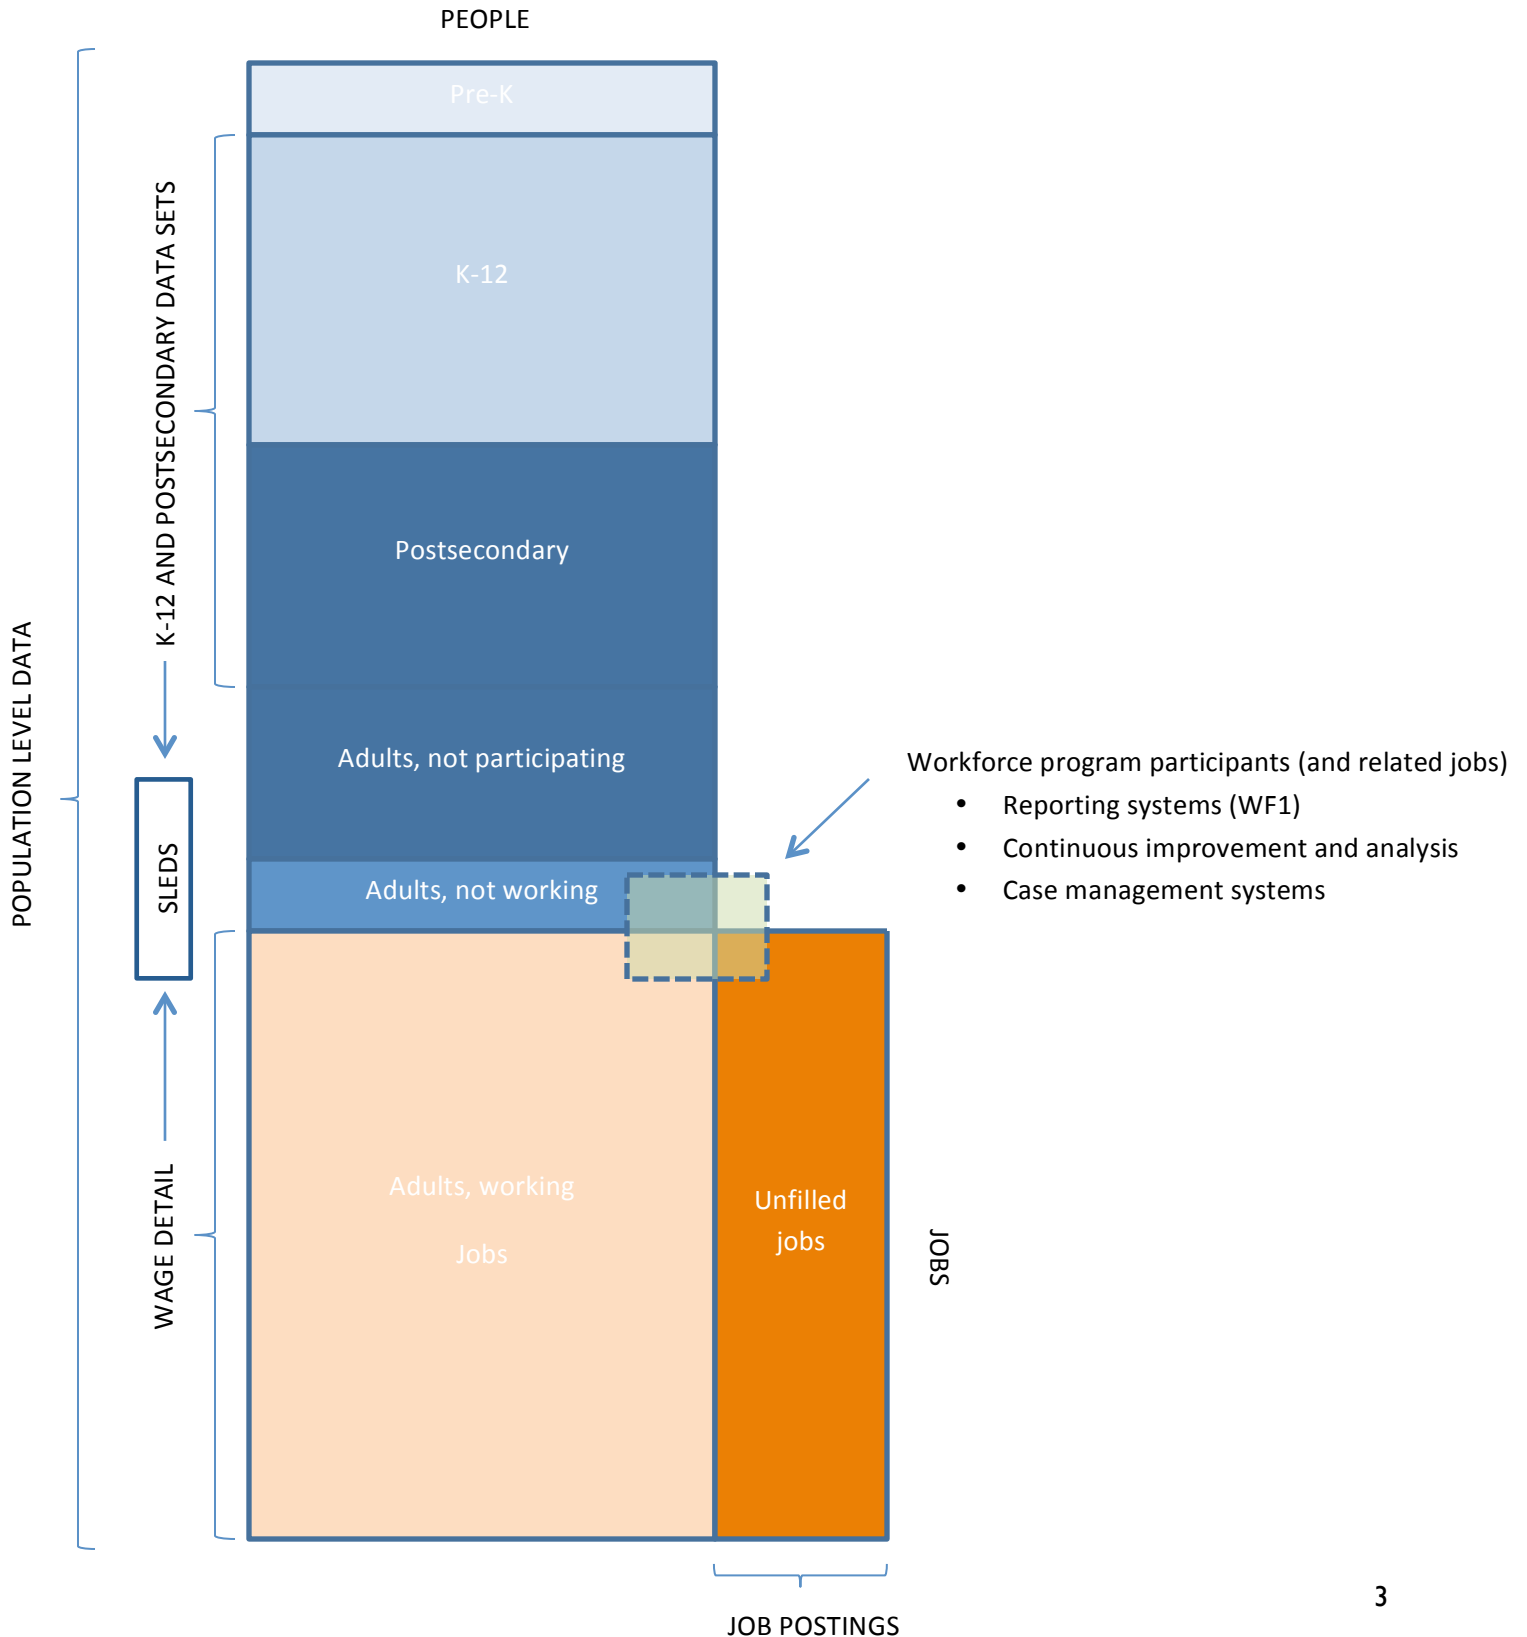 PEOPLE
Pre-K
K-12
K-12 AND POSTSECONDARY DATA SETS
Postsecondary
POPULATION LEVEL DATA
Adults, not participating
Workforce program participants (and related jobs)
• Reporting systems (WF1)
• Continuous improvement and analysis
• Case management systems
SLEDS
Adults, not working
WAGE DETAIL
Adults, working
Jobs
Unfilled
jobs
JOBS
JOB POSTINGS
3